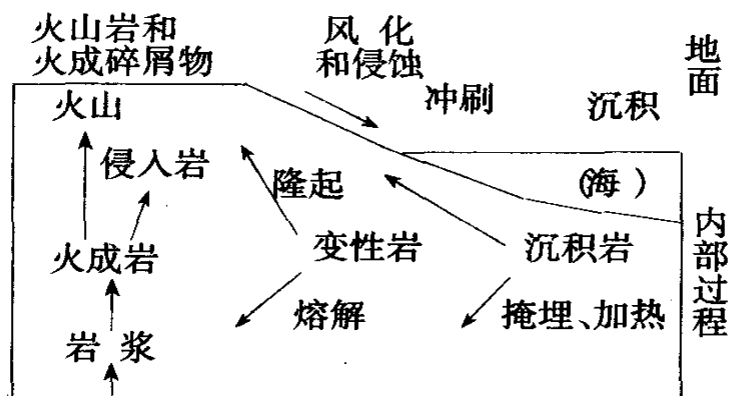 火山岩和
火成碎屑物
风 化
和侵蚀
地面
冲刷
沉积
火山
侵入岩
隆起
(海)
火成岩
变性岩
沉积岩
内部过程
熔解
掩埋、加热
岩 浆